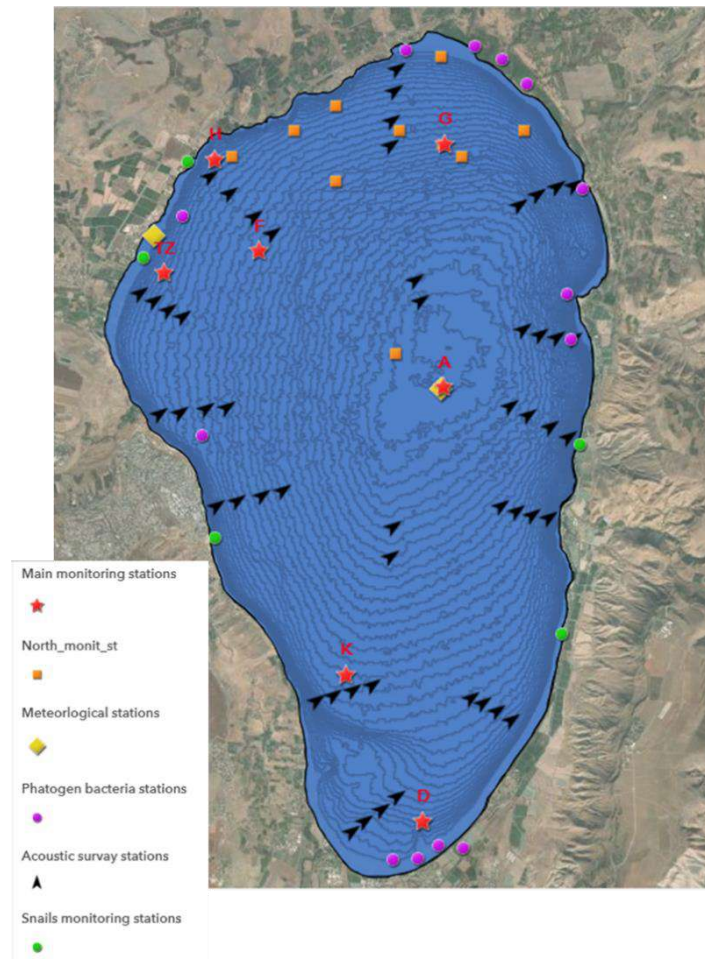 G
H
F
TZ
A
K
D
Main monitoring stations
North_monit_st
Meteorlogical stations
Phatogen bacteria stations
Acoustic survay stations
Snails monitoring stations